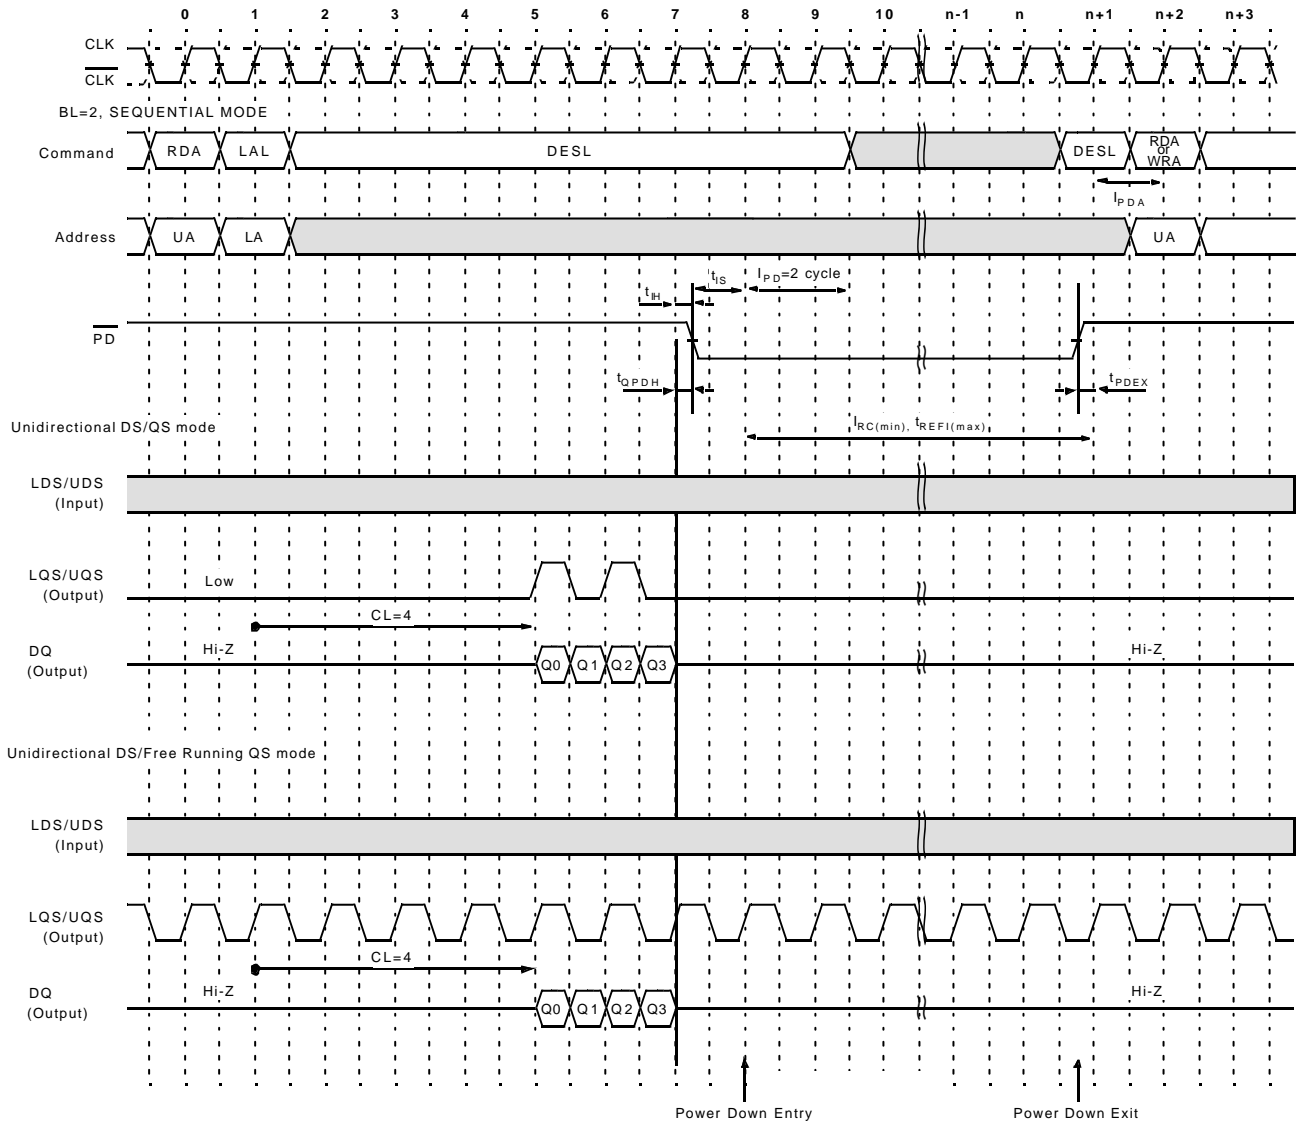 0 1 2 3 4 5 6 7 8 9 10 n-1 n n+1 n+2 n+3
CLK
CLK
BL=2, SEQUENTIAL MODE
Command RDA LAL DESL DESL RDA or WRA
IPDA
Address UA LA UA
tIS IPD=2 cycle
tIH
PD
tQPDH tPDEX
Unidirectional DS/QS mode
IRC(min), tREFI(max)
LDS/UDS
(Input)
LQS/UQS
(Output)
Low
CL=4
DQ
(Output)
Hi-Z Q0 Q1 Q2 Q3 Hi-Z
Unidirectional DS/Free Running QS mode
LDS/UDS
(Input)
LQS/UQS
(Output)
CL=4
DQ
(Output)
Hi-Z Q0 Q1 Q2 Q3 Hi-Z
Power Down Entry Power Down Exit